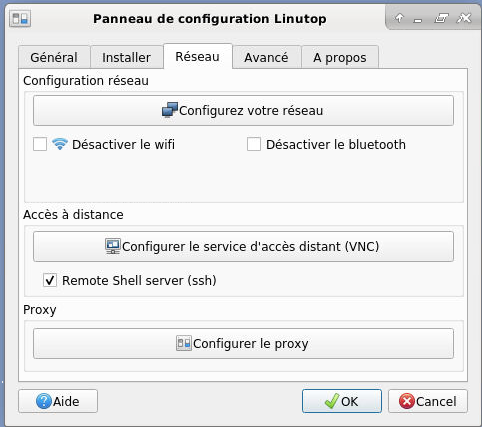 Panneau de configuration Linutop
Général Installer Réseau Avancé A propos
Configuration réseau
Configurez votre réseau
Désactiver le wifi Désactiver le bluetooth
Accès à distance
Configurer le service d'accès distant (VNC)
Remote Shell server (ssh)
Proxy
Configurer le proxy
Aide OK Cancel